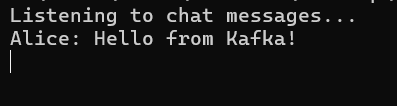 Listening to chat messages...
Alice: Hello from Kafka!